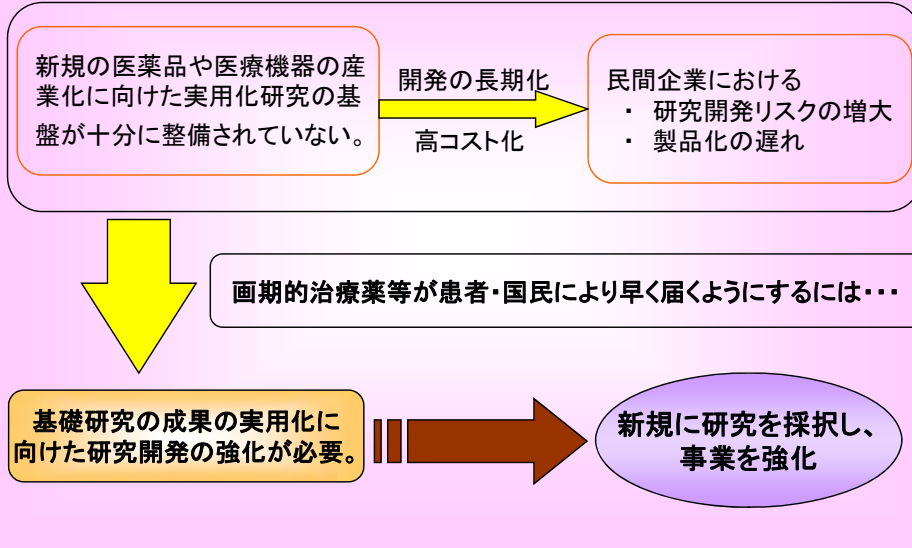 新規の医薬品や医療機器の産
業化に向けた実用化研究の基
盤が十分に整備されていない。
開発の長期化
高コスト化
民間企業における
・ 研究開発リスクの増大
・ 製品化の遅れ
画期的治療薬等が患者・国民により早く届くようにするには・・・
基礎研究の成果の実用化に
向けた研究開発の強化が必要。
新規に研究を採択し、
事業を強化